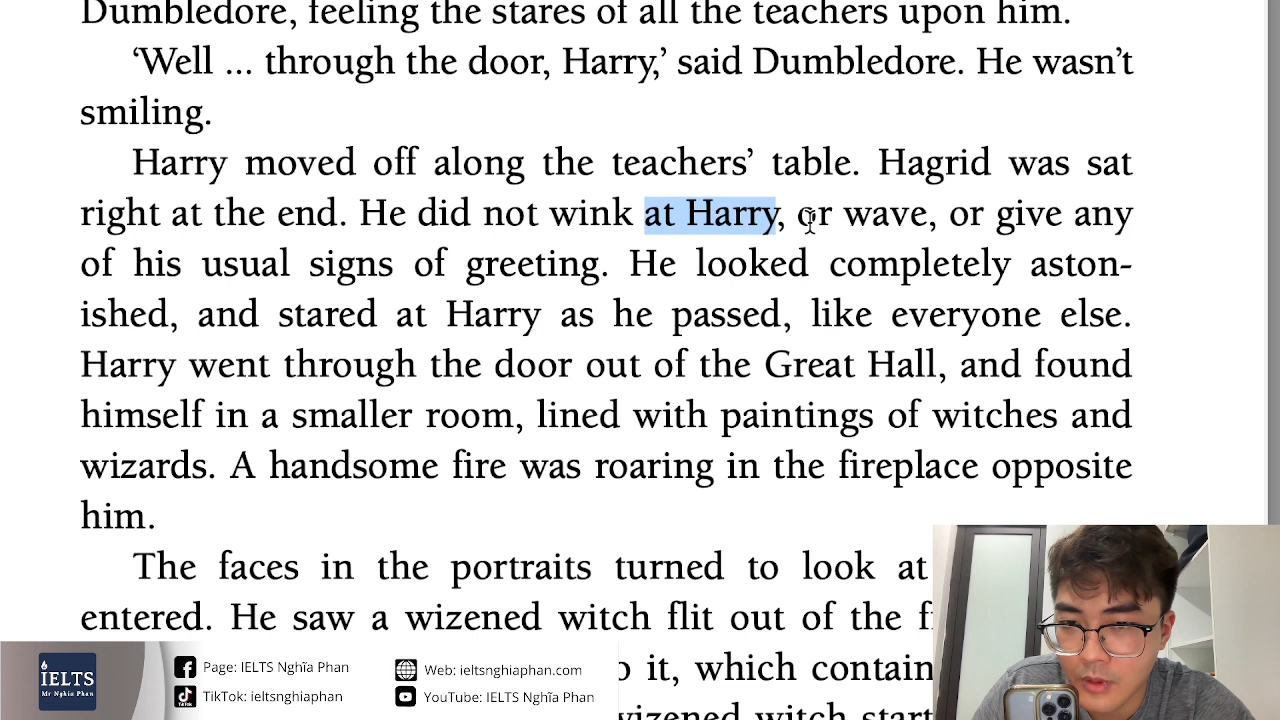 Dumbledore, feeling the stares of all the teachers upon him.
‘Well ... through the door, Harry,’ said Dumbledore. He wasn’t
smiling.
Harry moved off along the teachers’ table. Hagrid was sat
right at the end. He did not wink at Harry, or wave, or give any
of his usual signs of greeting. He looked completely aston-
ished, and stared at Harry as he passed, like everyone else.
Harry went through the door out of the Great Hall, and found
himself in a smaller room, lined with paintings of witches and
wizards. A handsome fire was roaring in the fireplace opposite
him.
The faces in the portraits turned to look at
entered. He saw a wizened witch flit out of the
it, which contain
wizened witch start
IELTS
Mr Nghia Phan
Page: IELTS Nghĩa Phan
TikTok: ieltsnghiaphan
Web: ieltsnghiaphan.com
YouTube: IELTS Nghĩa Phan